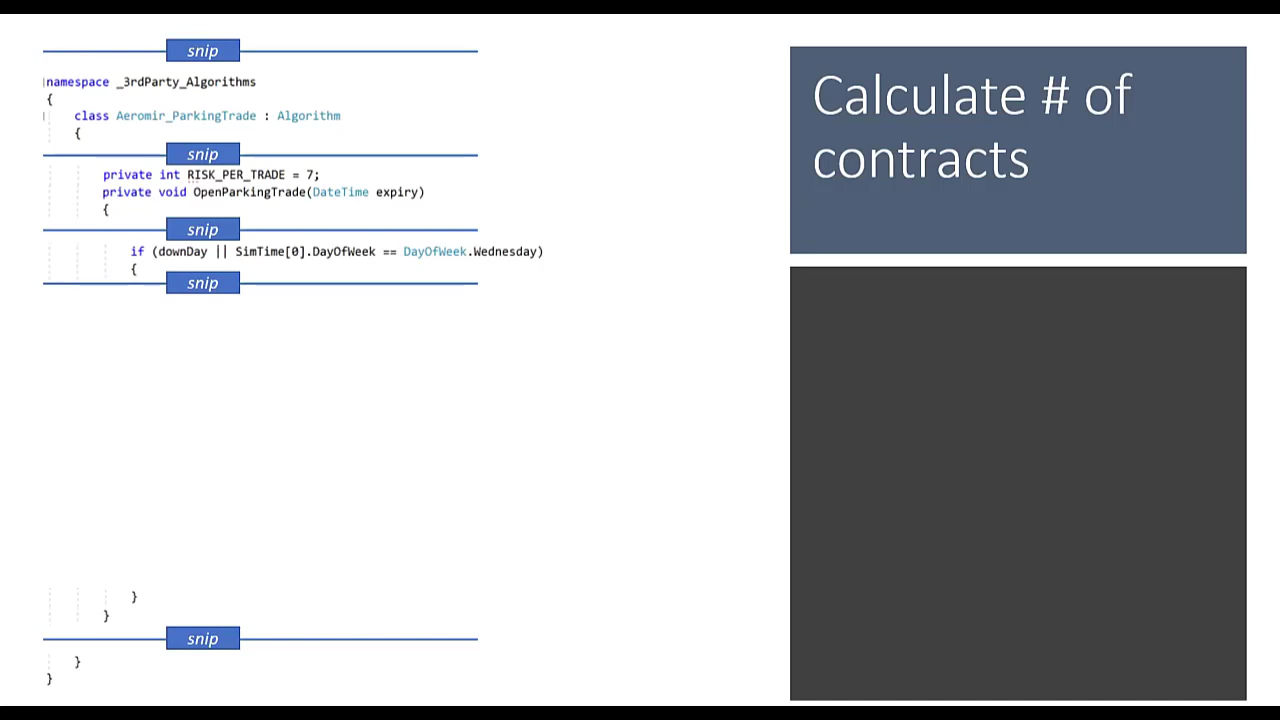 snip
namespace _3rdParty_Algorithms
{
class Aeromir_ParkingTrade : Algorithm
{
snip
private int RISK_PER_TRADE = 7;
private void OpenParkingTrade(DateTime expiry)
{
snip
if (downDay || SimTime[0].DayOfWeek == DayOfWeek.Wednesday)
{
snip
}
}
snip
}
}
Calculate # of
contracts